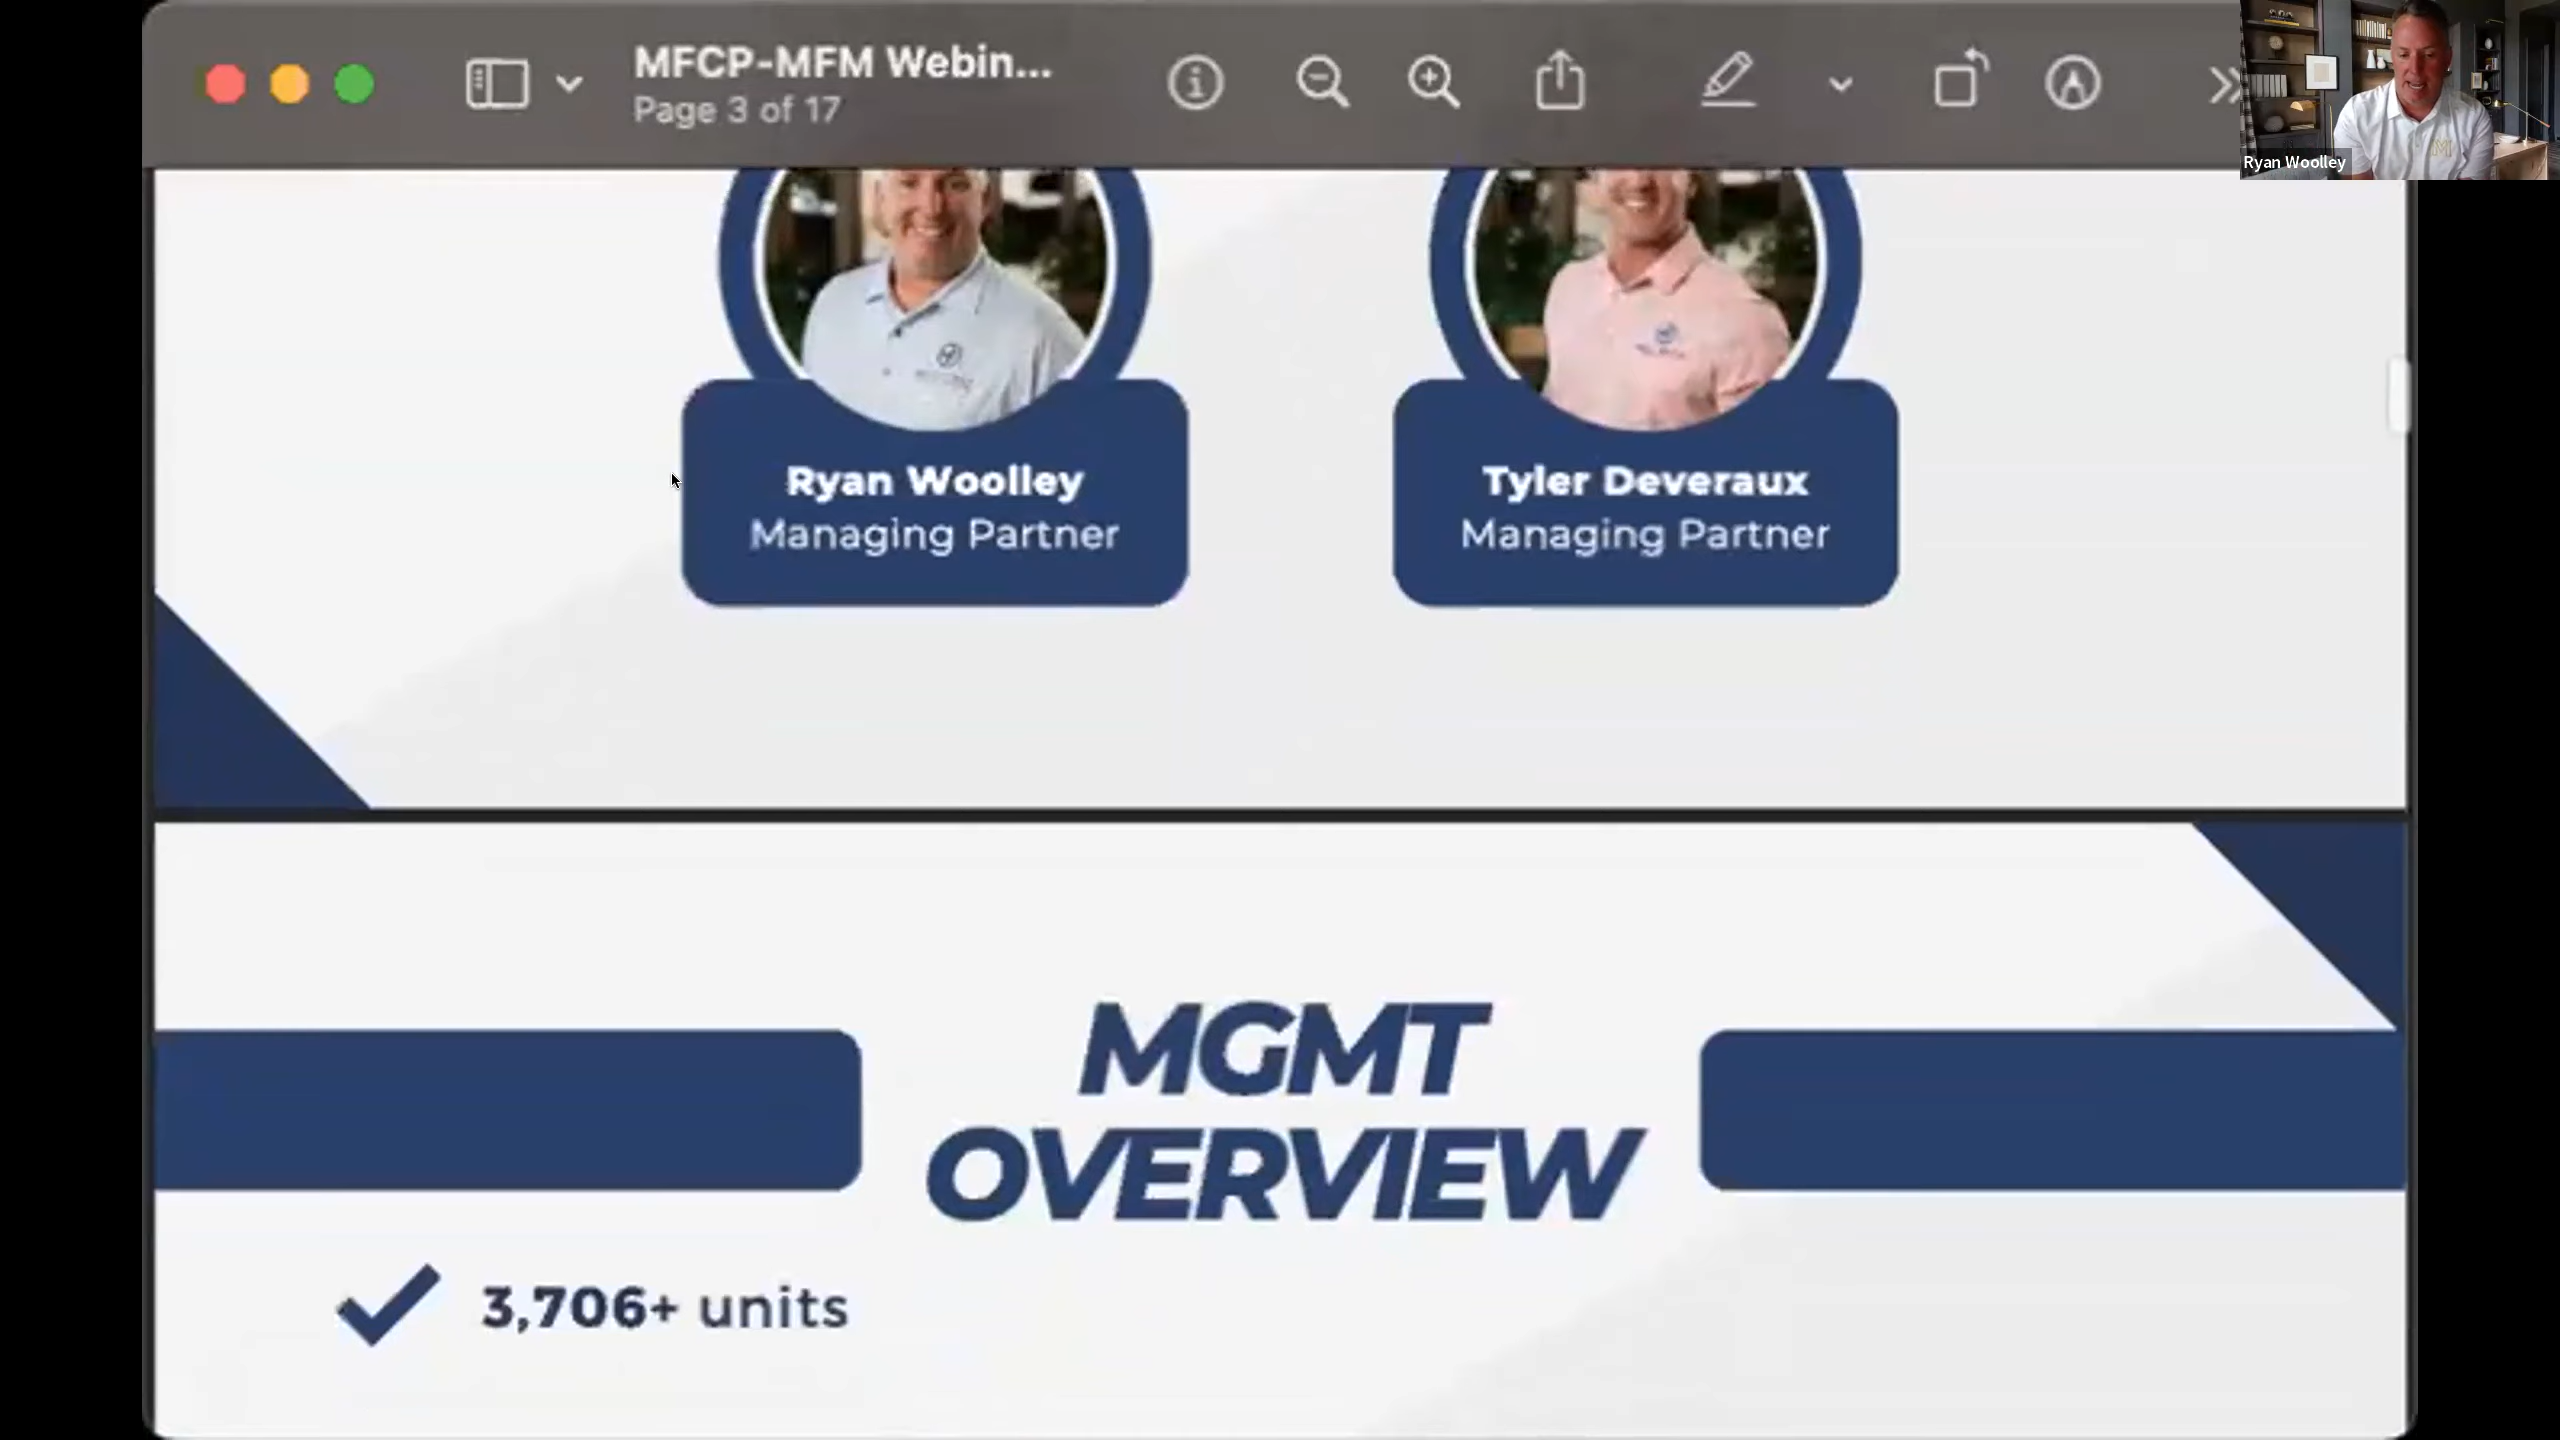 MFCP-MFM Webin...
Page 3 of 17
Ryan Woolley
Ryan Woolley
Managing Partner
Tyler Deveraux
Managing Partner
MGMT
OVERVIEW
3,706+ units